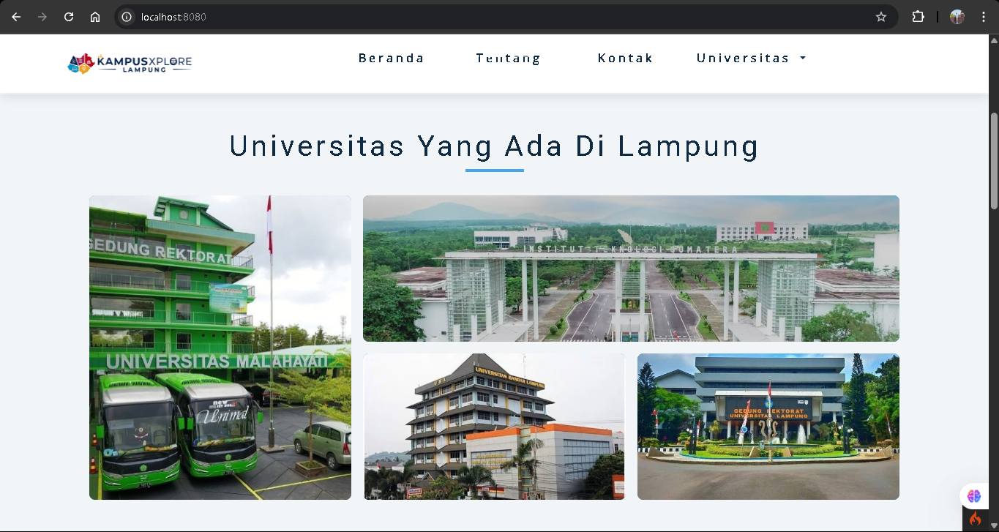 localhost:8080
KAMPUSXPLORE
LAMPUNG
Beranda
Tentang
Kontak
Universitas
Universitas Yang Ada Di Lampung
GEDUNG REKTORAT
UNIVERSITAS MALAHAYATI
new
Unimal
INSTITUT TEKNOLOGI SUMATERA
U B L
UNIVERSITAS BANDAR LAMPUNG
GEDUNG REKTORAT
UNIVERSITAS LAMPUNG